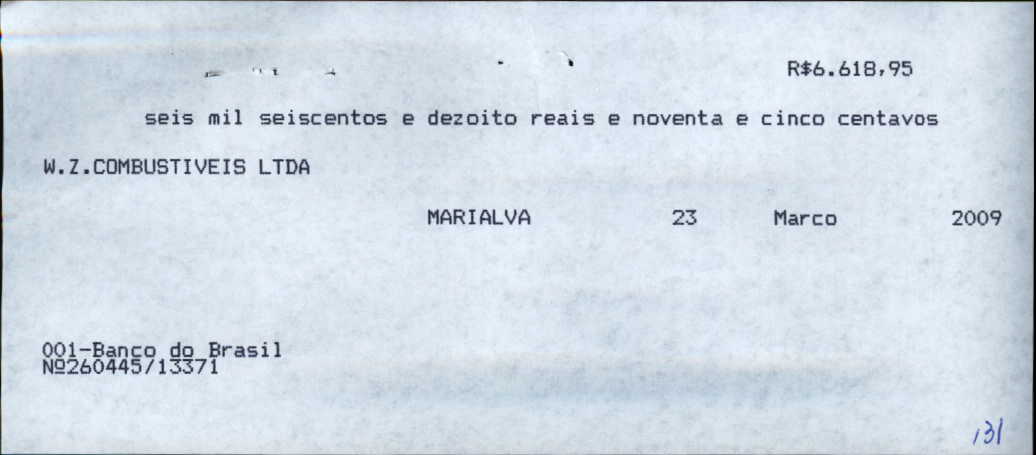 R$6.618,95
seis mil seiscentos e dezoito reais e noventa e cinco centavos
W.Z.COMBUSTIVEIS LTDA
MARIALVA 23 Marco 2009
001-Banco do Brasil
Nº260445/13371
131